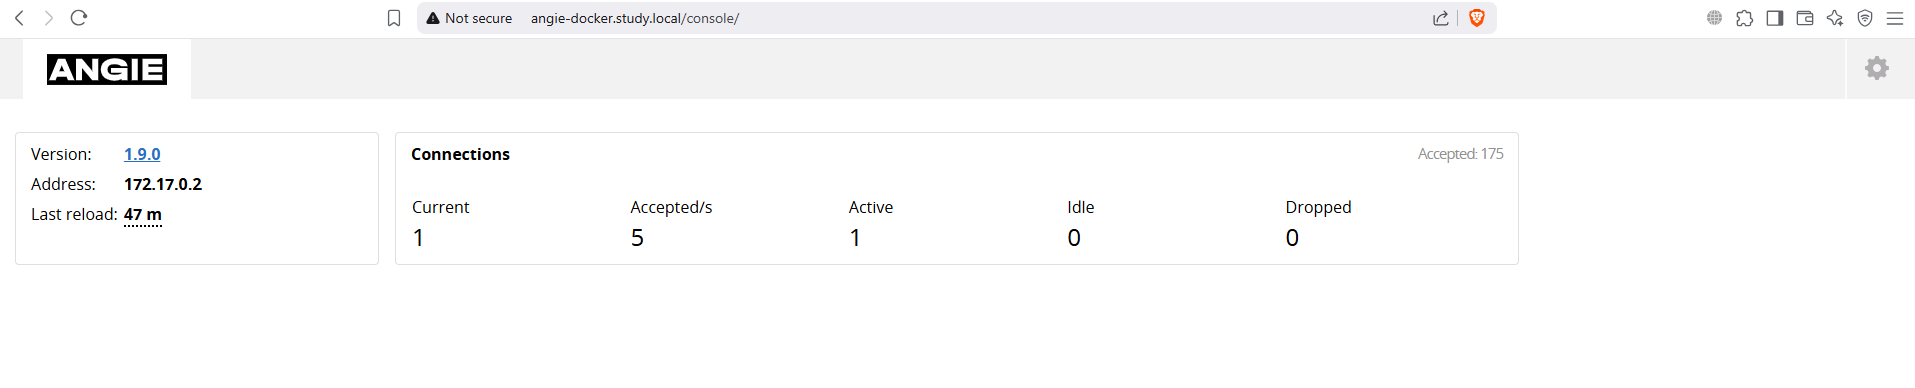 Not secure angie-docker.study.local/console/
ANGIE
Version: 1.9.0
Address: 172.17.0.2
Last reload: 47 m
Connections Accepted: 175
Current Accepted/s Active Idle Dropped
1 5 1 0 0